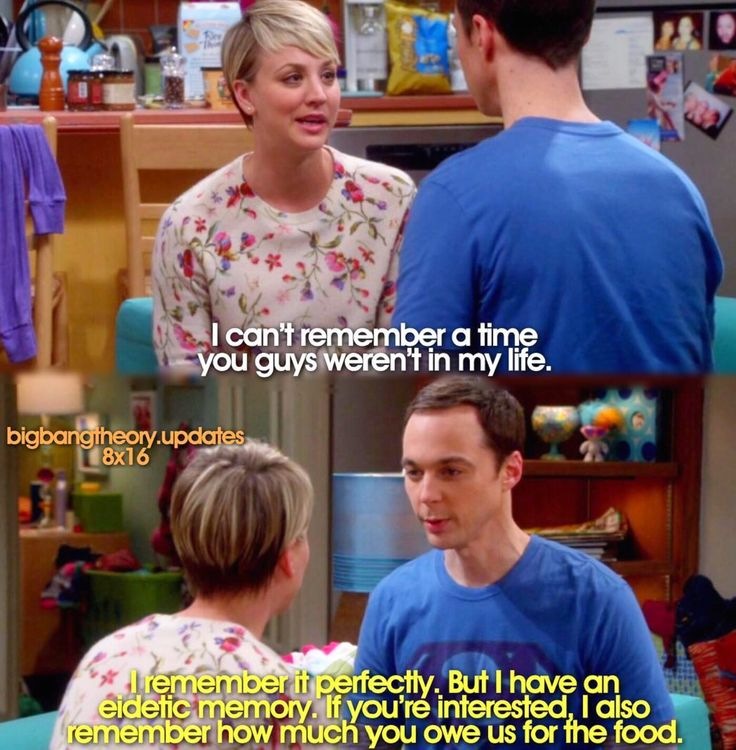 I can't remember a time
you guys weren't in my life.
bigbangtheory.updates
8x16
I remember it perfectly. But I have an
eidetic memory. If you're interested, I also
remember how much you owe us for the food.